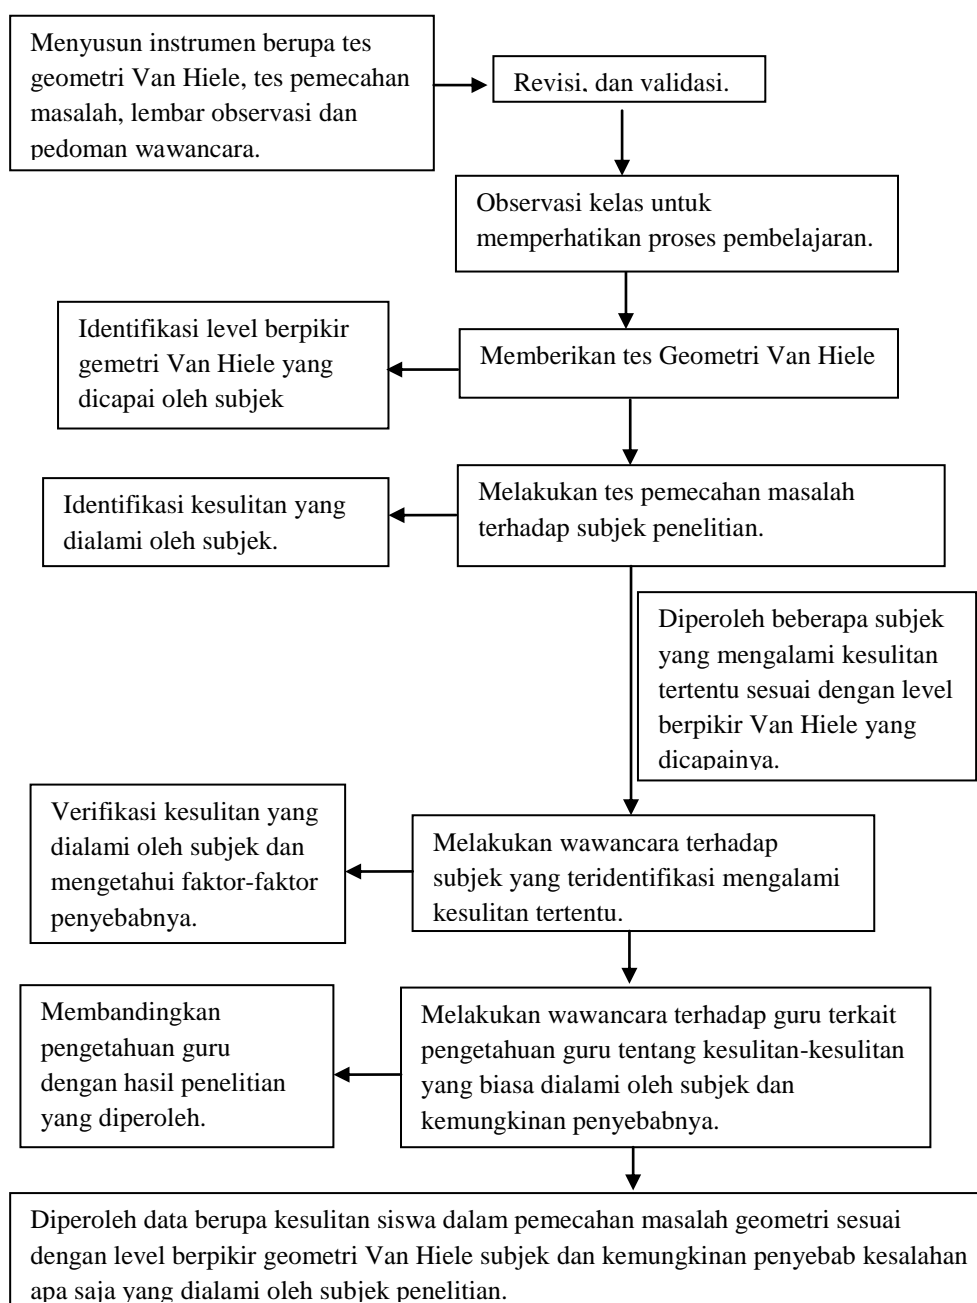 Menyusun instrumen berupa tes
geometri Van Hiele, tes pemecahan
masalah, lembar observasi dan
pedoman wawancara.
Revisi, dan validasi.
Observasi kelas untuk
memperhatikan proses pembelajaran.
Identifikasi level berpikir
gemetri Van Hiele yang
dicapai oleh subjek
Memberikan tes Geometri Van Hiele
Identifikasi kesulitan yang
dialami oleh subjek.
Melakukan tes pemecahan masalah
terhadap subjek penelitian.
Diperoleh beberapa subjek
yang mengalami kesulitan
tertentu sesuai dengan level
berpikir Van Hiele yang
dicapainya.
Verifikasi kesulitan yang
dialami oleh subjek dan
mengetahui faktor-faktor
penyebabnya.
Melakukan wawancara terhadap
subjek yang teridentifikasi mengalami
kesulitan tertentu.
Membandingkan
pengetahuan guru
dengan hasil penelitian
yang diperoleh.
Melakukan wawancara terhadap guru terkait
pengetahuan guru tentang kesulitan-kesulitan
yang biasa dialami oleh subjek dan
kemungkinan penyebabnya.
Diperoleh data berupa kesulitan siswa dalam pemecahan masalah geometri sesuai
dengan level berpikir geometri Van Hiele subjek dan kemungkinan penyebab kesalahan
apa saja yang dialami oleh subjek penelitian.